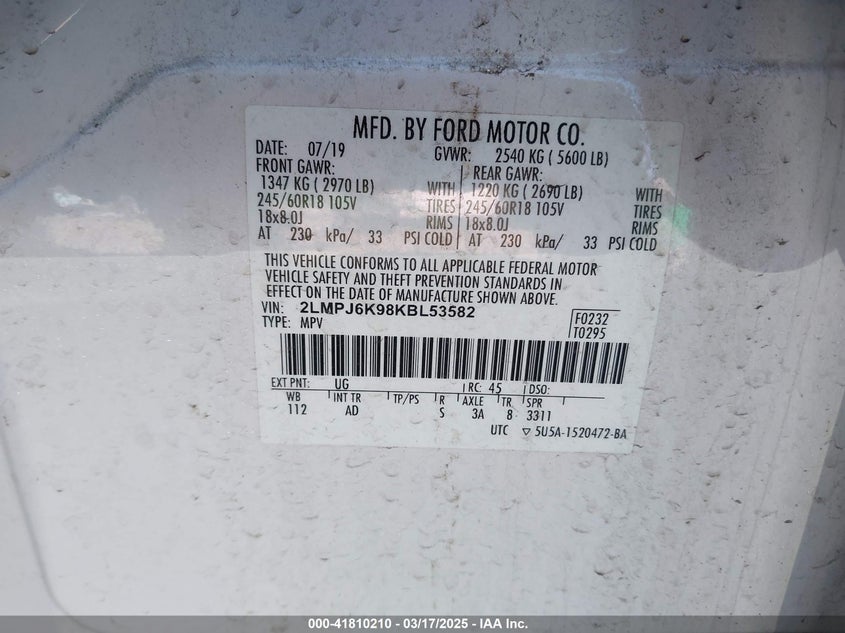 MFD. BY FORD MOTOR CO.
DATE: 07/19 GVWR: 2540 KG ( 5600 LB)
FRONT GAWR: REAR GAWR:
1347 KG ( 2970 LB) WITH 1220 KG ( 2690 LB) WITH
245/60R18 105V TIRES 245/60R18 105V TIRES
18x8.0J RIMS 18x8.0J RIMS
AT 230 kPa/ 33 PSI COLD AT 230 kPa/ 33 PSI COLD
THIS VEHICLE CONFORMS TO ALL APPLICABLE FEDERAL MOTOR
VEHICLE SAFETY AND THEFT PREVENTION STANDARDS IN
EFFECT ON THE DATE OF MANUFACTURE SHOWN ABOVE.
VIN: 2LMPJ6K98KBL53582 F0232
TYPE: MPV T0295
EXT PNT: UG RC: 45 DSO:
WB INT TR TP/PS R AXLE TR SPR
112 AD S 3A 8 3311
UTC ▽ 5U5A-1520472-BA
000-41810210 - 03/17/2025 - IAA Inc.